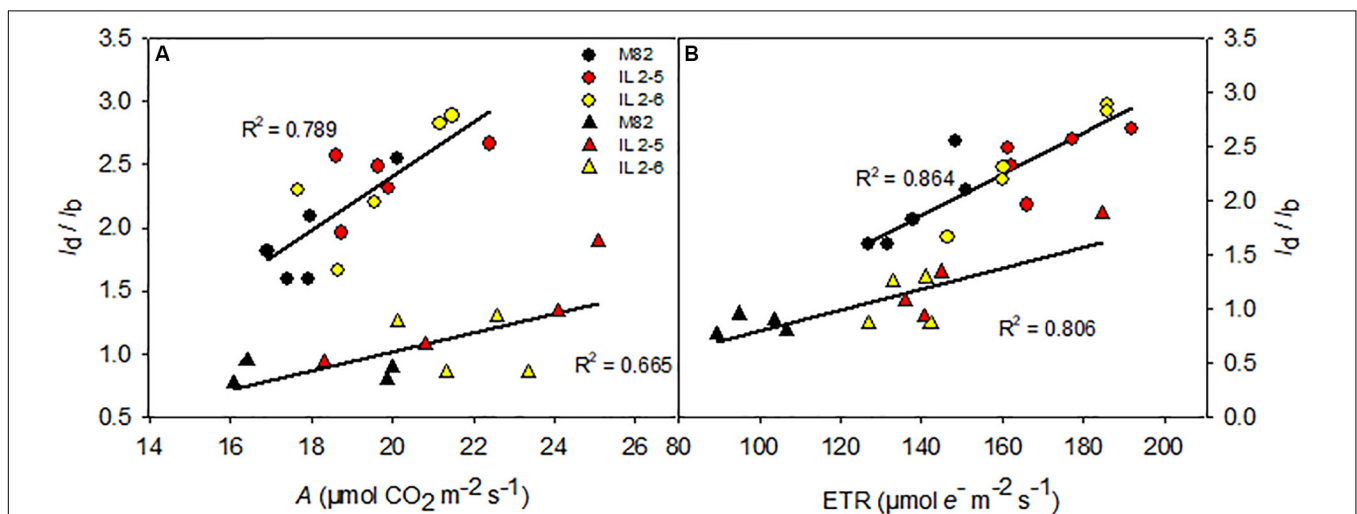 A
3.5
3.0
2.5
2.0
1.5
1.0
0.5
I_d / I_b
R² = 0.789
R² = 0.665
M82
IL 2-5
IL 2-6
M82
IL 2-5
IL 2-6
14 16 18 20 22 24 26
A (µmol CO₂ m⁻² s⁻¹)
B
R² = 0.864
R² = 0.806
3.5
3.0
2.5
2.0
1.5
1.0
0.5
0.0
I_d / I_b
80 100 120 140 160 180 200
ETR (µmol e⁻ m⁻² s⁻¹)